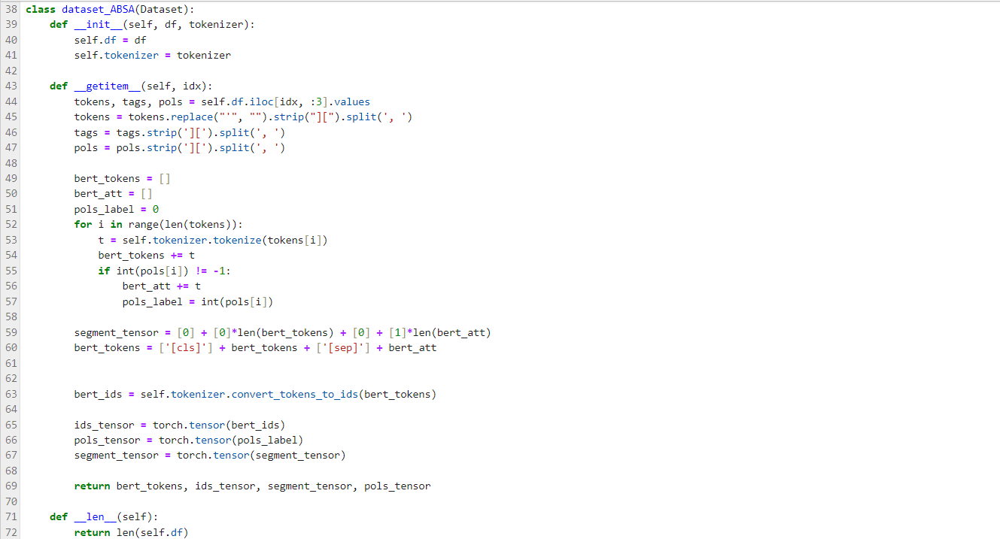 38 class dataset_ABSA(Dataset):
39     def __init__(self, df, tokenizer):
40         self.df = df
41         self.tokenizer = tokenizer
42
43     def __getitem__(self, idx):
44         tokens, tags, pols = self.df.iloc[idx, :3].values
45         tokens = tokens.replace("'", "").strip("][").split(', ')
46         tags = tags.strip('][').split(', ')
47         pols = pols.strip('][').split(', ')
48
49         bert_tokens = []
50         bert_att = []
51         pols_label = 0
52         for i in range(len(tokens)):
53             t = self.tokenizer.tokenize(tokens[i])
54             bert_tokens += t
55             if int(pols[i]) != -1:
56                 bert_att += t
57                 pols_label = int(pols[i])
58
59         segment_tensor = [0] + [0]*len(bert_tokens) + [0] + [1]*len(bert_att)
60         bert_tokens = ['[cls]'] + bert_tokens + ['[sep]'] + bert_att
61
62
63         bert_ids = self.tokenizer.convert_tokens_to_ids(bert_tokens)
64
65         ids_tensor = torch.tensor(bert_ids)
66         pols_tensor = torch.tensor(pols_label)
67         segment_tensor = torch.tensor(segment_tensor)
68
69         return bert_tokens, ids_tensor, segment_tensor, pols_tensor
70
71     def __len__(self):
72         return len(self.df)